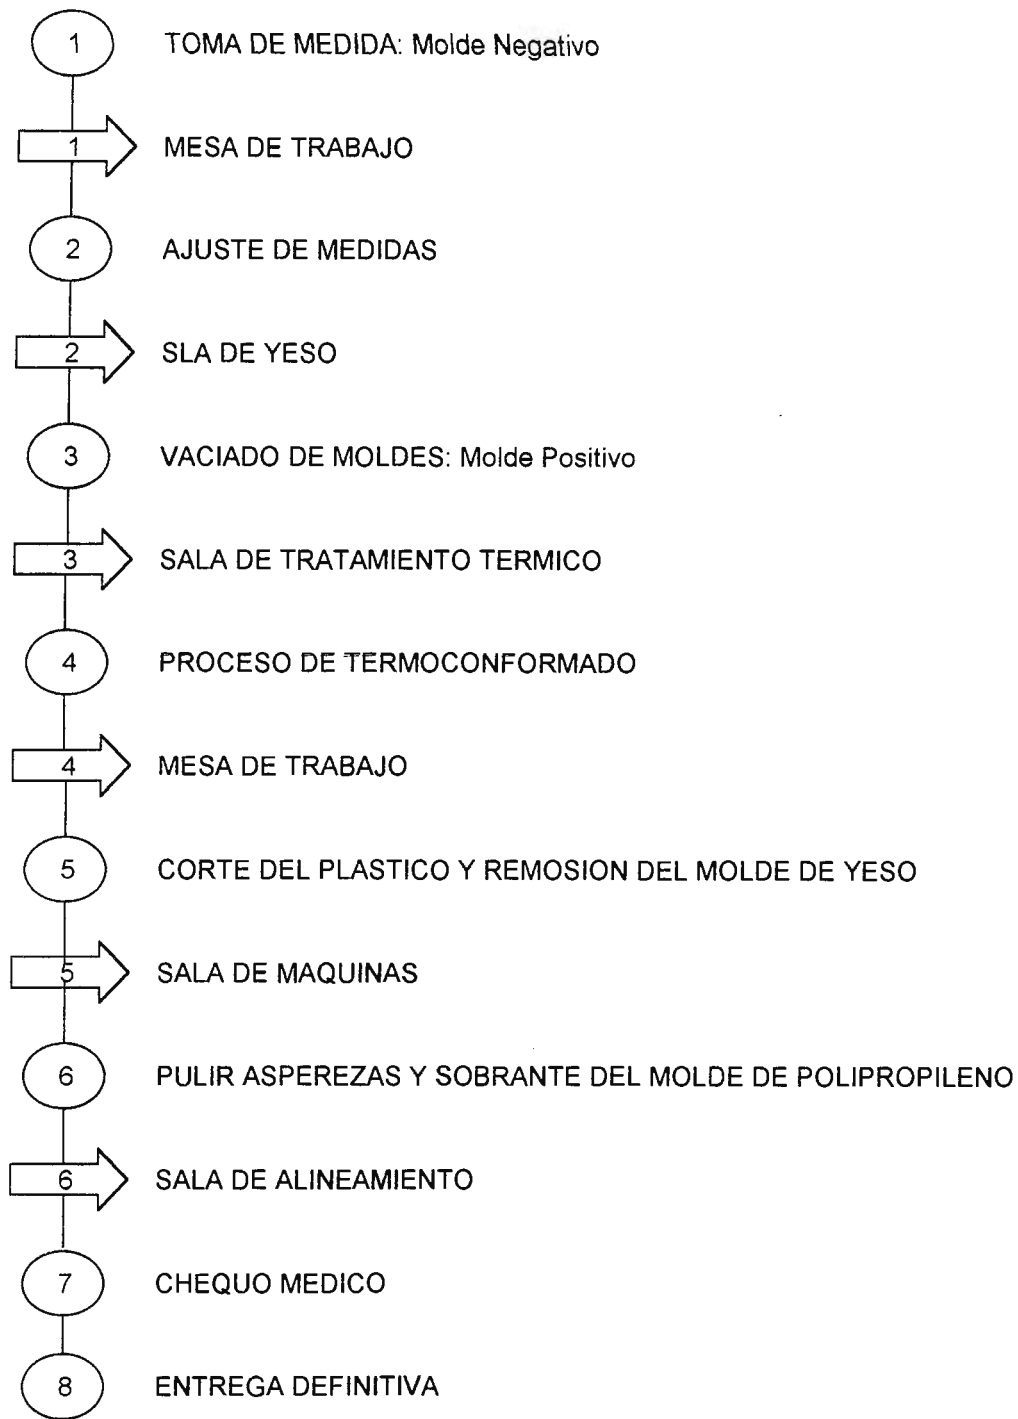 1 TOMA DE MEDIDA: Molde Negativo
1 MESA DE TRABAJO
2 AJUSTE DE MEDIDAS
2 SLA DE YESO
3 VACIADO DE MOLDES: Molde Positivo
3 SALA DE TRATAMIENTO TERMICO
4 PROCESO DE TERMOCONFORMADO
4 MESA DE TRABAJO
5 CORTE DEL PLASTICO Y REMOSION DEL MOLDE DE YESO
5 SALA DE MAQUINAS
6 PULIR ASPEREZAS Y SOBRANTE DEL MOLDE DE POLIPROPILENO
6 SALA DE ALINEAMIENTO
7 CHEQUO MEDICO
8 ENTREGA DEFINITIVA